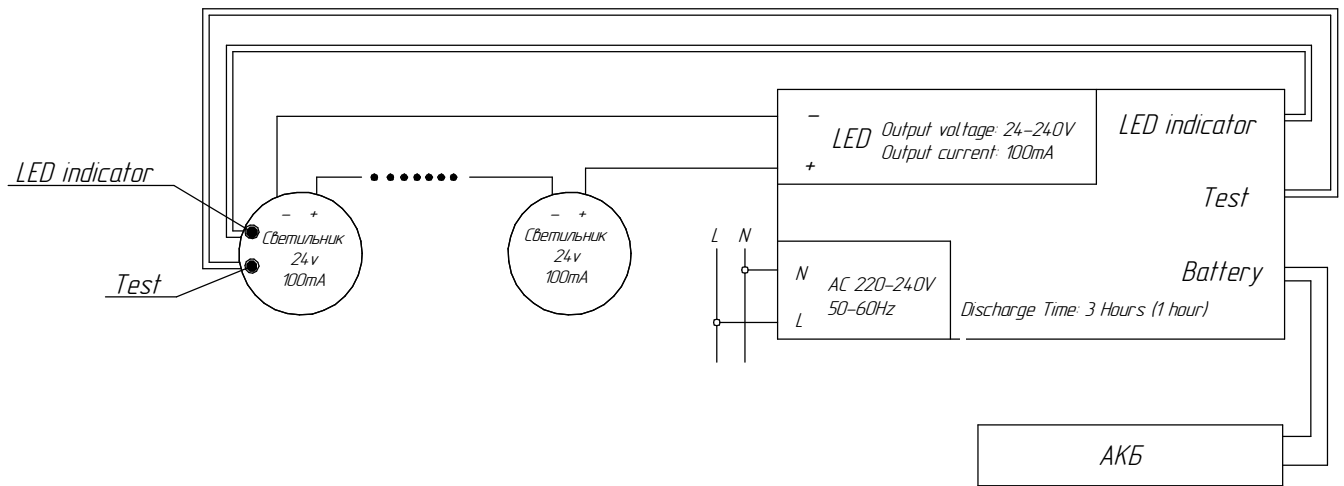 LED indicator
Test
– +
Светильник
24v
100mA
– +
Светильник
24v
100mA
–
+
LED
Output voltage: 24–240V
Output current: 100mA
LED indicator
Test
Battery
L N
N
L
AC 220–240V
50–60Hz
Discharge Time: 3 Hours (1 hour)
АКБ